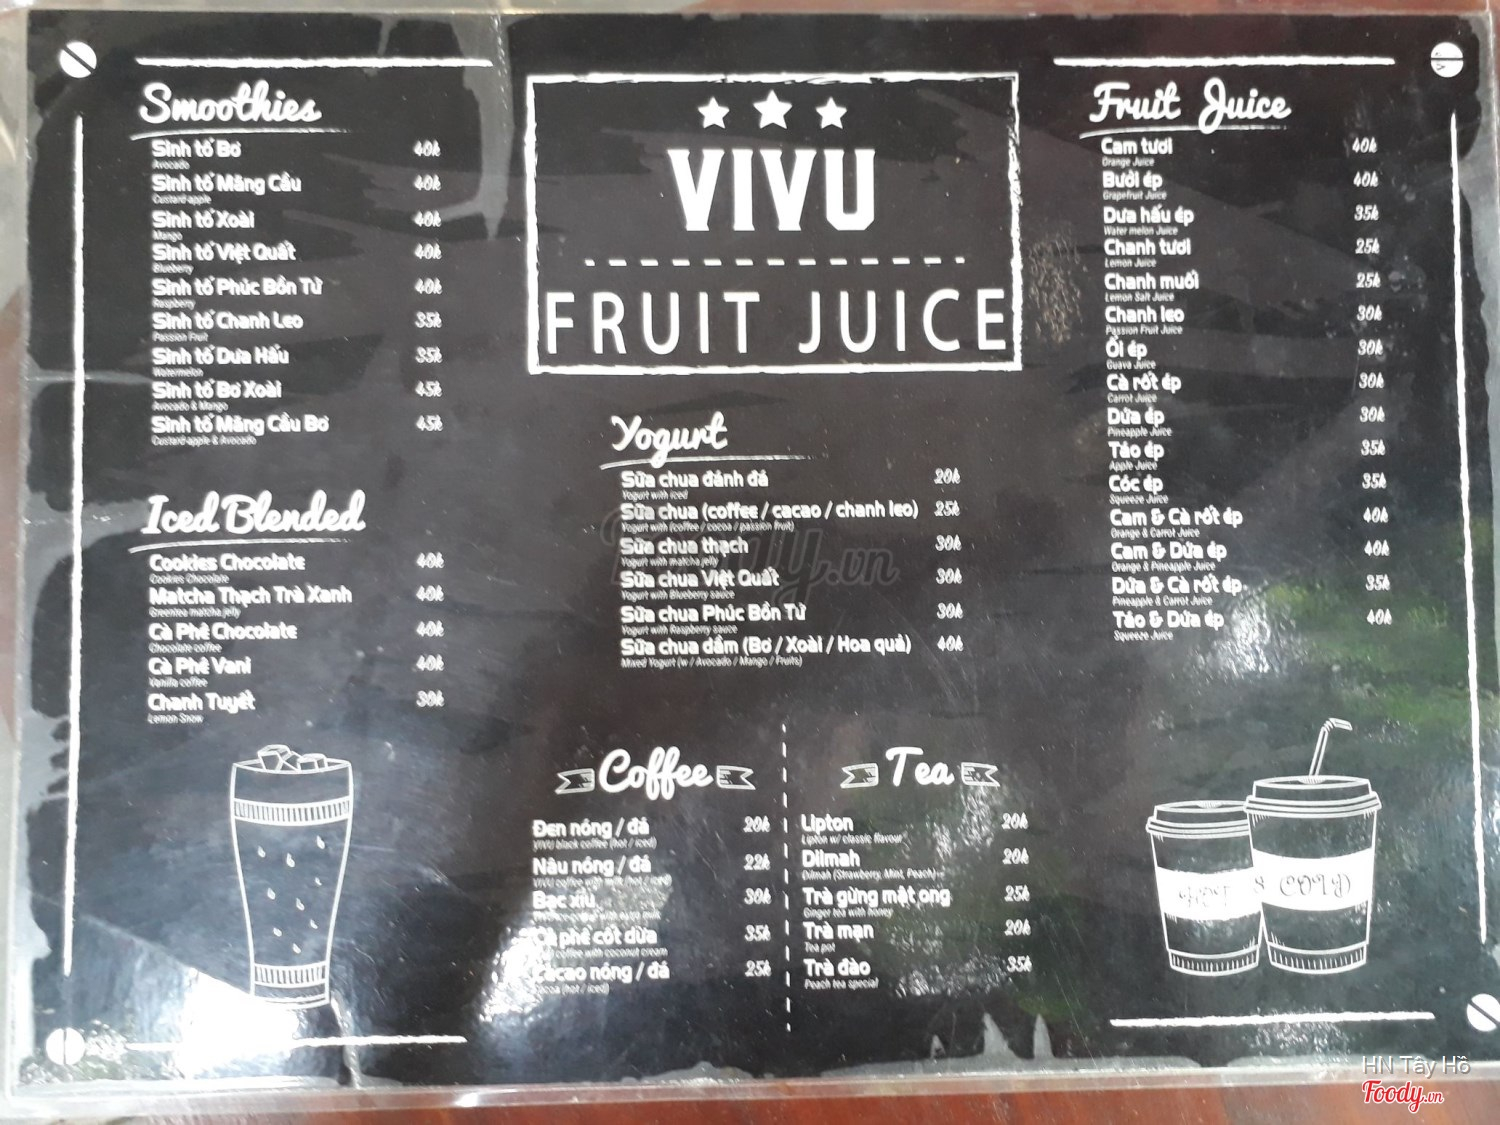 Smoothies
Sinh tố Bơ 40k
Avocado
Sinh tố Mãng Cầu 40k
Custard-apple
Sinh tố Xoài 40k
Mango
Sinh tố Việt Quất 40k
Blueberry
Sinh tố Phúc Bồn Tử 40k
Raspberry
Sinh tố Chanh Leo 35k
Passion Fruit
Sinh tố Dưa Hấu 35k
Watermelon
Sinh tố Bơ Xoài 45k
Avocado & Mango
Sinh tố Mãng Cầu Bơ 45k
Custard-apple & Avocado
Iced Blended
Cookies Chocolate 40k
Cookies Chocolate
Matcha Thạch Trà Xanh 40k
Greentea matcha jelly
Cà Phê Chocolate 40k
Chocolate coffee
Cà Phê Vani 40k
Vanilla coffee
Chanh Tuyết 30k
Lemon Snow
VIVU
FRUIT JUICE
Yogurt
Sữa chua đánh đá 20k
Yogurt with iced
Sữa chua (coffee / cacao / chanh leo) 25k
Yogurt with (coffee / cocoa / passion fruit)
Sữa chua thạch 30k
Yogurt with matcha jelly
Sữa chua Việt Quất 30k
Yogurt with Blueberry sauce
Sữa chua Phúc Bồn Tử 30k
Yogurt with Raspberry sauce
Sữa chua dầm (Bơ / Xoài / Hoa quả) 40k
Mixed Yogurt (w / Avocado / Mango / Fruits)
Coffee
Đen nóng / đá 20k
VIVU black coffee (hot / iced)
Nâu nóng / đá 22k
VIVU coffee with milk (hot / iced)
Bạc xỉu 30k
with extra milk
Cà phê cốt dừa 35k
coffee with coconut cream
Cacao nóng / đá 25k
Cocoa (hot / iced)
Tea
Lipton 20k
Lipton w/ classic flavour
Dilmah 20k
Dilmah (Strawberry, Mint, Peach)
Trà gừng mật ong 25k
Ginger tea with honey
Trà mạn 20k
Tea pot
Trà đào 35k
Peach tea special
Fruit Juice
Cam tươi 40k
Orange Juice
Bưởi ép 40k
Grapefruit Juice
Dưa hấu ép 35k
Water melon Juice
Chanh tươi 25k
Lemon Juice
Chanh muối 25k
Lemon Salt Juice
Chanh leo 30k
Passion Fruit Juice
Ổi ép 30k
Guava Juice
Cà rốt ép 30k
Carrot Juice
Dứa ép 30k
Pineapple Juice
Táo ép 35k
Apple Juice
Cóc ép 35k
Squeeze Juice
Cam & Cà rốt ép 40k
Orange & Carrot Juice
Cam & Dứa ép 40k
Orange & Pineapple Juice
Dứa & Cà rốt ép 35k
Pineapple & Carrot Juice
Táo & Dứa ép 40k
Squeeze Juice
HOT & COLD
Foody.vn
HN Tây Hồ
Foody.vn